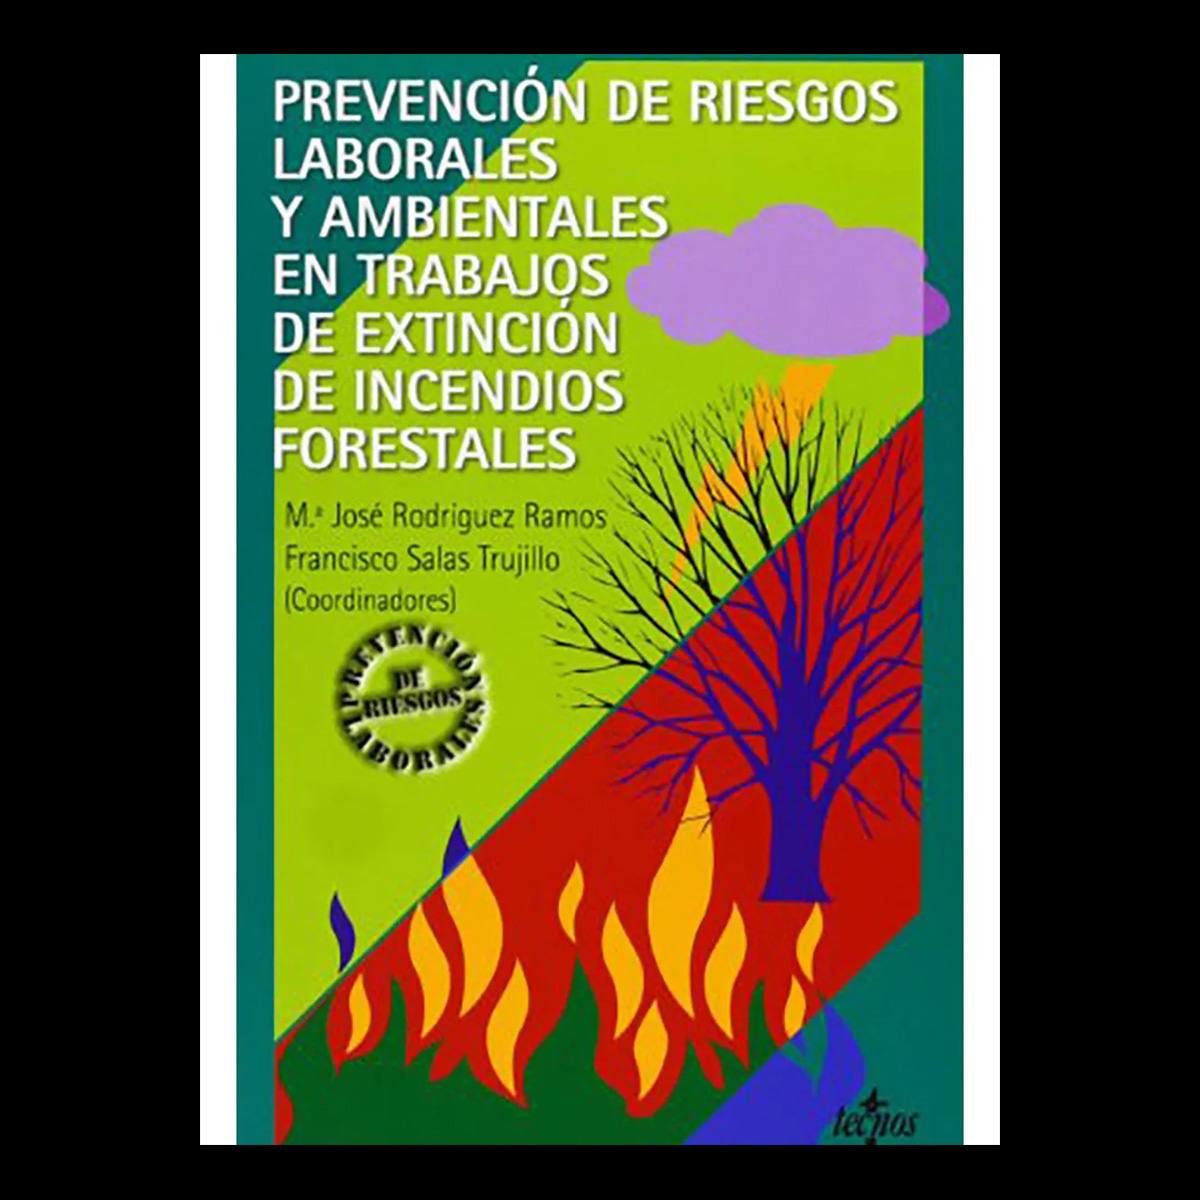 PREVENCIÓN DE RIESGOS
LABORALES
Y AMBIENTALES
EN TRABAJOS
DE EXTINCIÓN
DE INCENDIOS
FORESTALES
M.ª José Rodríguez Ramos
Francisco Salas Trujillo
(Coordinadores)
PREVENCIÓN
DE
RIESGOS
LABORALES
tecnos